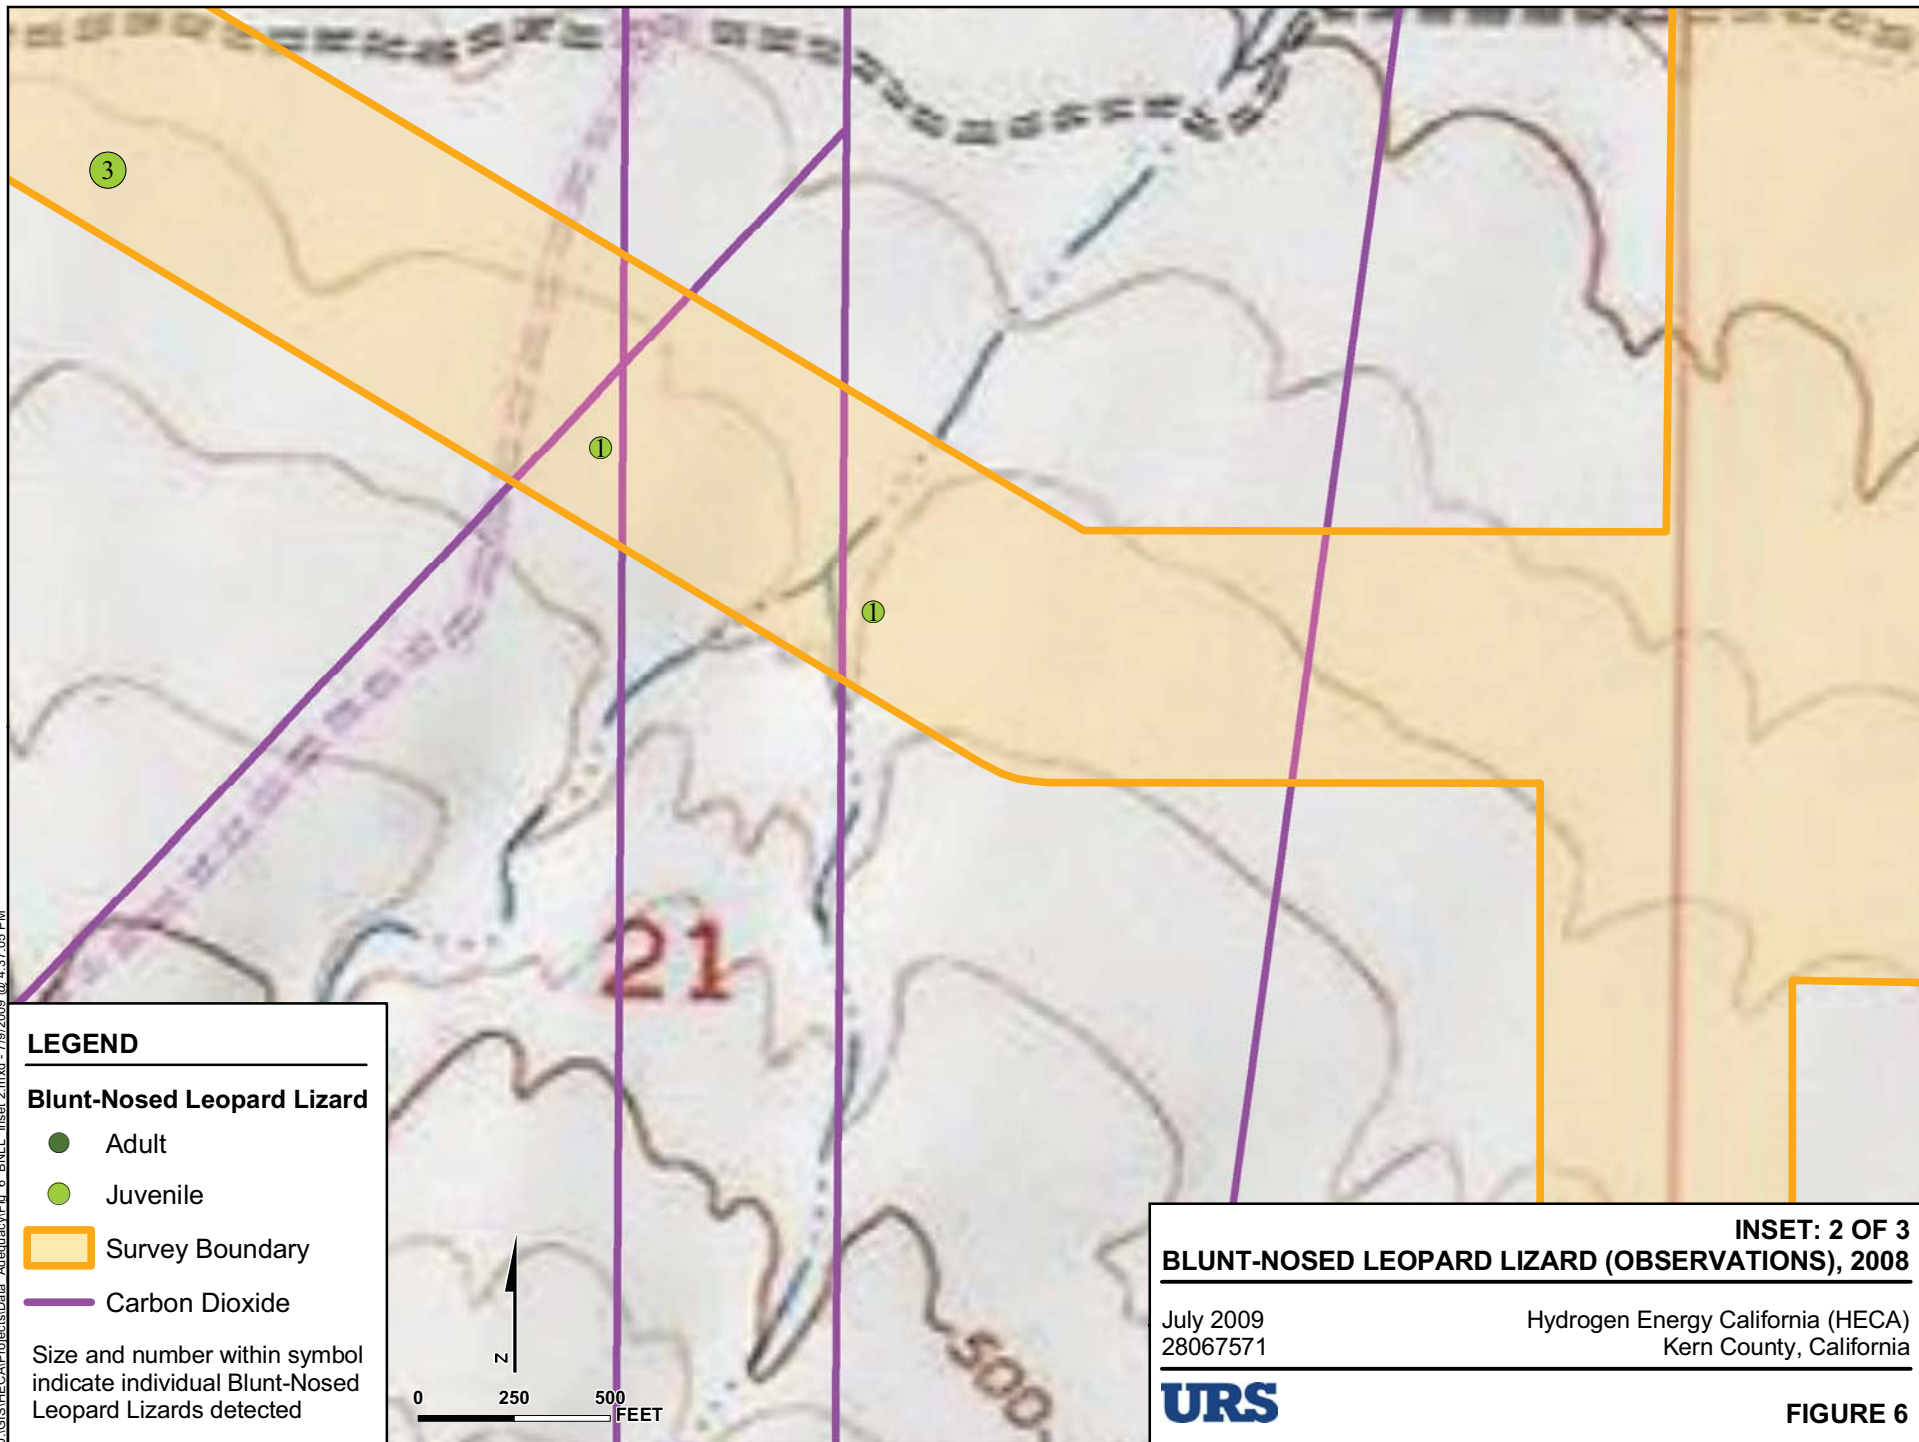 3
1
1
21
500
LEGEND
Blunt-Nosed Leopard Lizard
Adult
Juvenile
Survey Boundary
Carbon Dioxide
Size and number within symbol
indicate individual Blunt-Nosed
Leopard Lizards detected
N
0 250 500
FEET
INSET: 2 OF 3
BLUNT-NOSED LEOPARD LIZARD (OBSERVATIONS), 2008
July 2009
28067571
Hydrogen Energy California (HECA)
Kern County, California
URS
FIGURE 6